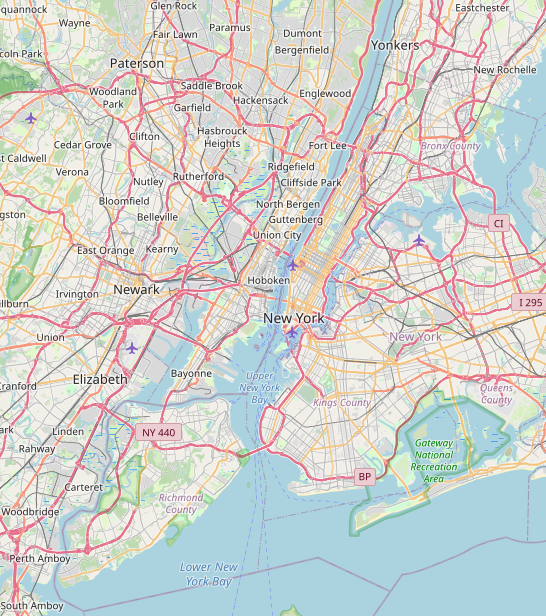 Glen Rock
Eastchester
quannock
Wayne
Paramus
Fair Lawn
Dumont
Bergenfield
Yonkers
coln Park
Paterson
New Rochelle
Saddle Brook
Woodland
Park
Englewood
Hackensack
Garfield
Hasbrouck
Heights
Clifton
Cedar Grove
Fort Lee
Bronx County
st Caldwell
Verona
Ridgefield
Rutherford
Cliffside Park
Nutley
Bloomfield
North Bergen
Belleville
Guttenberg
gston
CI
Union City
East Orange
Kearny
Hoboken
Newark
Irvington
I 295
llburn
New York
Union
New York
Bayonne
Elizabeth
Upper
New York
Bay
Cranford
Queens
County
Kings County
ark
Linden
NY 440
Rahway
Gateway
National
Recreation
Area
BP
Carteret
Richmond
County
Woodbridge
Perth Amboy
Lower New
York Bay
South Amboy